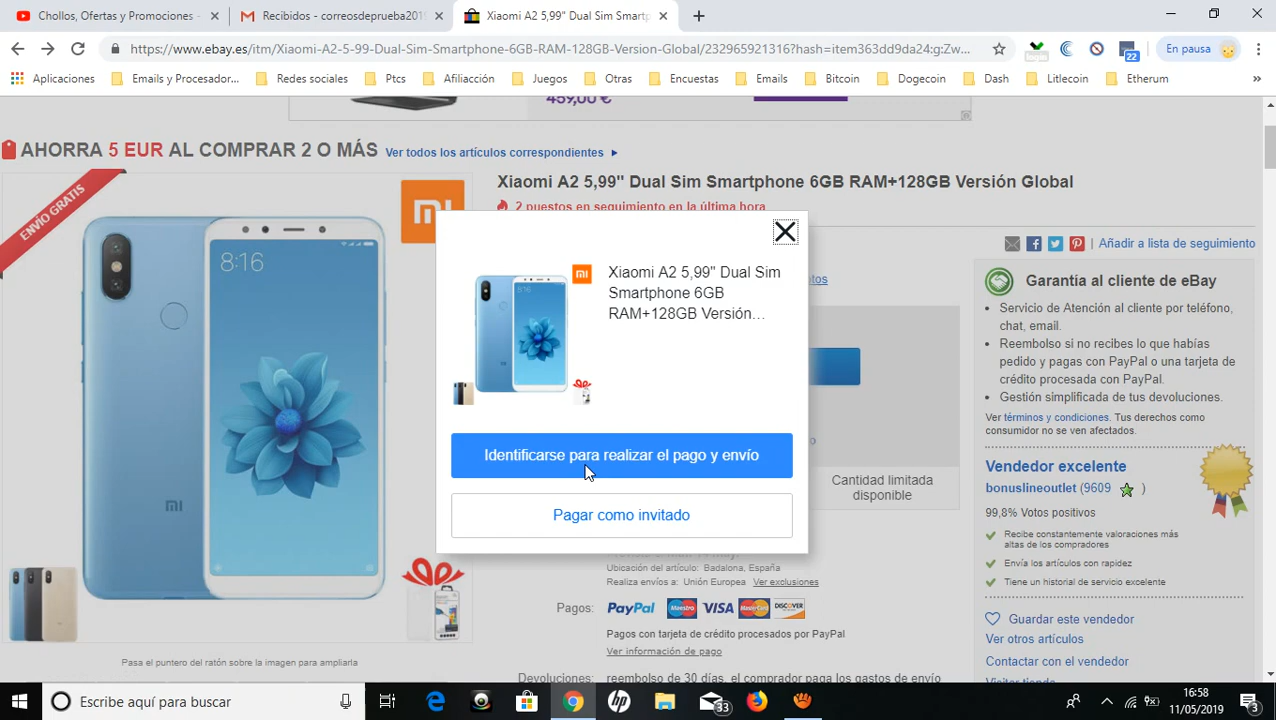 Chollos, Ofertas y Promociones
Recibidos - correosdeprueba201
Xiaomi A2 5,99" Dual Sim Smartp
https://www.ebay.es/itm/Xiaomi-A2-5-99-Dual-Sim-Smartphone-6GB-RAM-128GB-Version-Global/232965921316?hash=item363dd9da24:g:Zw...
22
En pausa
Aplicaciones
Emails y Procesador...
Redes sociales
Ptcs
Afiliacción
Juegos
Otras
Encuestas
Emails
Bitcoin
Dogecoin
Dash
Litlecoin
Etherum
»
459,00 €
AHORRA 5 EUR AL COMPRAR 2 O MÁS
Ver todos los artículos correspondientes
Xiaomi A2 5,99" Dual Sim Smartphone 6GB RAM+128GB Versión Global
2 puestos en seguimiento en la última hora
ENVÍO GRATIS
8:16
Añadir a lista de seguimiento
Xiaomi A2 5,99" Dual Sim
Smartphone 6GB
RAM+128GB Versión...
Identificarse para realizar el pago y envío
Pagar como invitado
Cantidad limitada
disponible
Garantía al cliente de eBay
Servicio de Atención al cliente por teléfono,
chat, email.
Reembolso si no recibes lo que habías
pedido y pagas con PayPal o una tarjeta de
crédito procesada con PayPal.
Gestión simplificada de tus devoluciones.
Ver términos y condiciones. Tus derechos como
consumidor no se ven afectados.
Vendedor excelente
bonuslineoutlet (9609 )
99,8% Votos positivos
Recibe constantemente valoraciones más
altas de los compradores
Envía los artículos con rapidez
Tiene un historial de servicio excelente
Guardar este vendedor
Ver otros artículos
Contactar con el vendedor
Visitar tienda
Ubicación del artículo: Badalona, España
Realiza envíos a: Unión Europea Ver exclusiones
Pagos:
PayPal Maestro VISA MasterCard DISCOVER
Pagos con tarjeta de crédito procesados por PayPal
Ver información de pago
Devoluciones:
reembolso de 30 días, el comprador paga los gastos de envío
Pasa el puntero del ratón sobre la imagen para ampliarla
Escribe aquí para buscar
33
16:58
11/05/2019
3